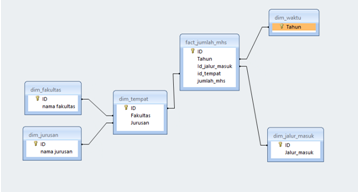 dim_waktu
Tahun
fact_jumlah_mhs
ID
Tahun
Id_jalur_masuk
id_tempat
jumlah_mhs
dim_fakultas
ID
nama fakultas
dim_tempat
ID
Fakultas
Jurusan
dim_jurusan
ID
nama jurusan
dim_jalur_masuk
ID
Jalur_masuk